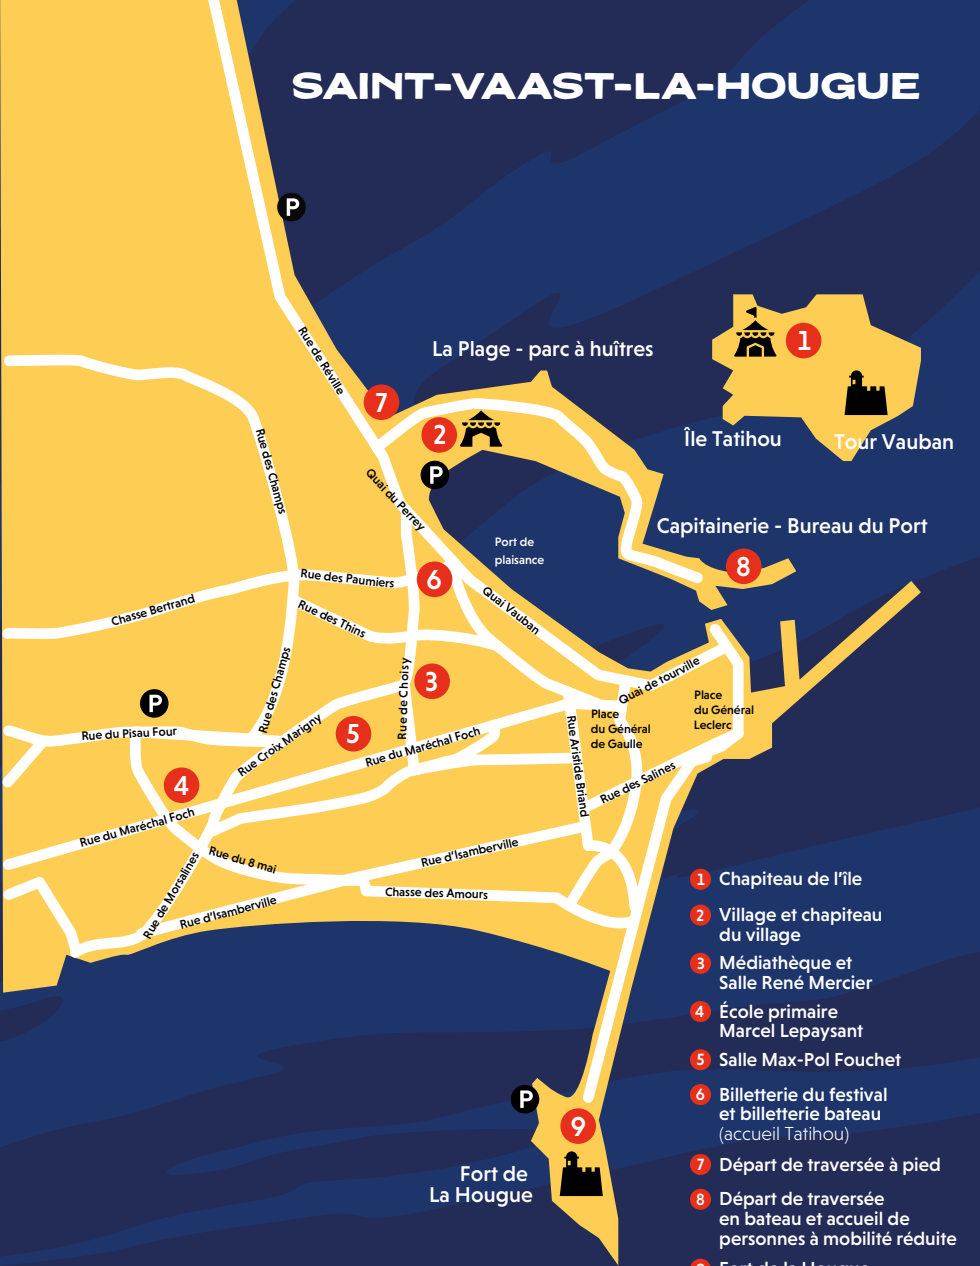 SAINT-VAAST-LA-HOUGUE
P
Rue de Réville
La Plage - parc à huîtres
1
7
2
Île Tatihou
Tour Vauban
P
Rue des Champs
Quai du Perrey
Capitainerie - Bureau du Port
Port de
plaisance
8
Rue des Paumiers
6
Chasse Bertrand
Rue des Thins
Quai Vauban
Rue des Champs
Rue de Choisy
3
Quai de tourville
P
Place
du Général
Leclerc
Place
du Général
de Gaulle
Rue du Pisau Four
Rue Croix Marigny
5
Rue du Maréchal Foch
Rue Aristide Briand
4
Rue des Salines
Rue du Maréchal Foch
Rue du 8 mai
Rue d'Isamberville
Rue de Morsalines
Chasse des Amours
Rue d'Isamberville
1 Chapiteau de l'île
2 Village et chapiteau
du village
3 Médiathèque et
Salle René Mercier
4 École primaire
Marcel Lepaysant
5 Salle Max-Pol Fouchet
6 Billetterie du festival
et billetterie bateau
(accueil Tatihou)
7 Départ de traversée à pied
8 Départ de traversée
en bateau et accueil de
personnes à mobilité réduite
9 Fort de la Hougue
P
9
Fort de
La Hougue